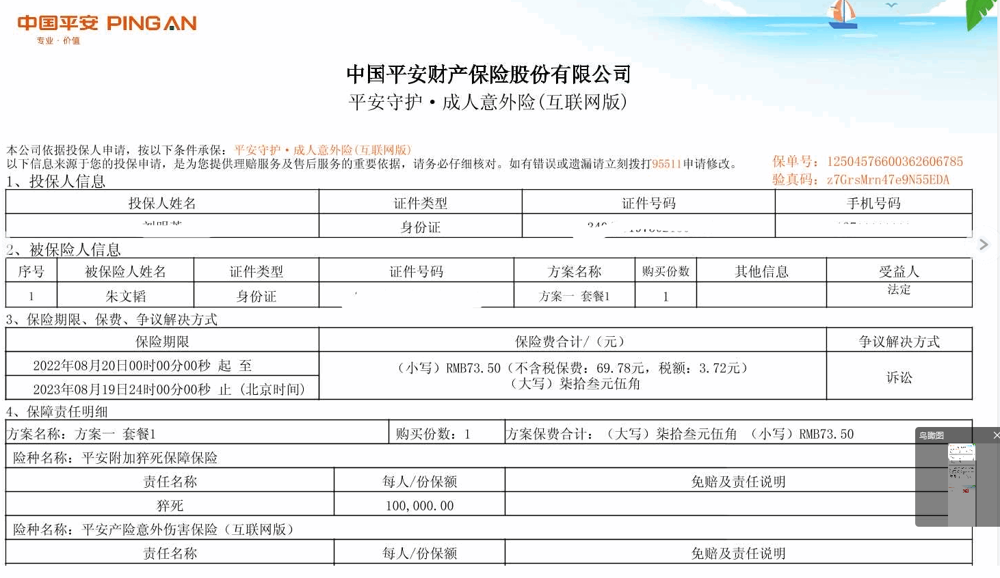 中国平安 PINGAN
专业·价值
中国平安财产保险股份有限公司
平安守护·成人意外险(互联网版)
本公司依据投保人申请，按以下条件承保：平安守护·成人意外险(互联网版)
以下信息来源于您的投保申请，是为您提供理赔服务及售后服务的重要依据，请务必仔细核对。如有错误或遗漏请立刻拨打95511申请修改。
保单号：12504576600362606785
验真码：z7GrsMrn47e9N55EDA
1、投保人信息
投保人姓名 证件类型 证件号码 手机号码
身份证
2、被保险人信息
序号 被保险人姓名 证件类型 证件号码 方案名称 购买份数 其他信息 受益人
1 朱文韬 身份证 方案一 套餐1 1 法定
3、保险期限、保费、争议解决方式
保险期限 保险费合计/（元） 争议解决方式
2022年08月20日00时00分00秒 起 至
2023年08月19日24时00分00秒 止 (北京时间)
（小写）RMB73.50（不含税保费：69.78元，税额：3.72元）
（大写）柒拾叁元伍角
诉讼
4、保障责任明细
方案名称：方案一 套餐1 购买份数：1 方案保费合计：（大写）柒拾叁元伍角 （小写）RMB73.50
鸟瞰图
险种名称：平安附加猝死保障保险
责任名称 每人/份保额 免赔及责任说明
猝死 100,000.00
险种名称：平安产险意外伤害保险（互联网版）
责任名称 每人/份保额 免赔及责任说明